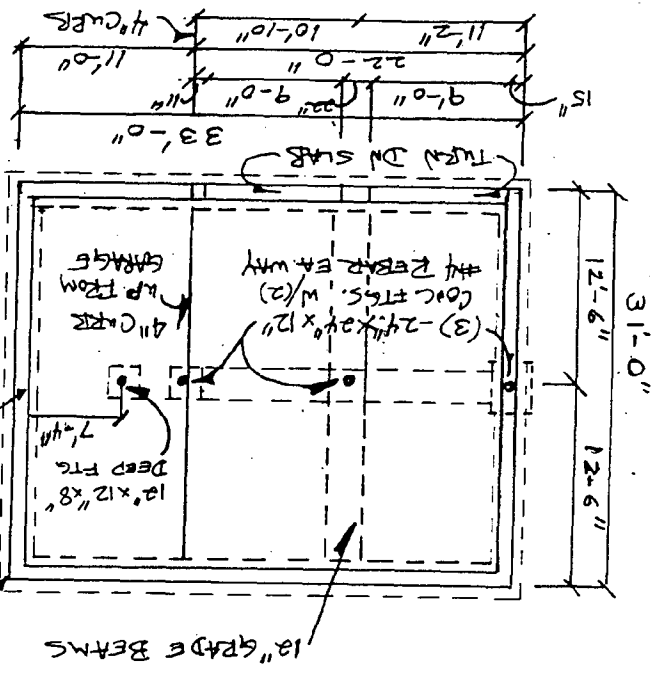 12" GRADE BEAMS
12"x12"x8"
DEEP FTG
7'-4"
12-6"
31'-0"
12'-6"
(3) -24"x24"x12"
CONC FTGS. W/(2)
#4 REBAR EA WAY
4" CURB
UP FROM
GARAGE
TURN DN SLAB
33'-0"
11" 9'-0" 22" 9'-0" 15"
11'-0" 22-0"
4" CURB 10'-10" 11'-2"